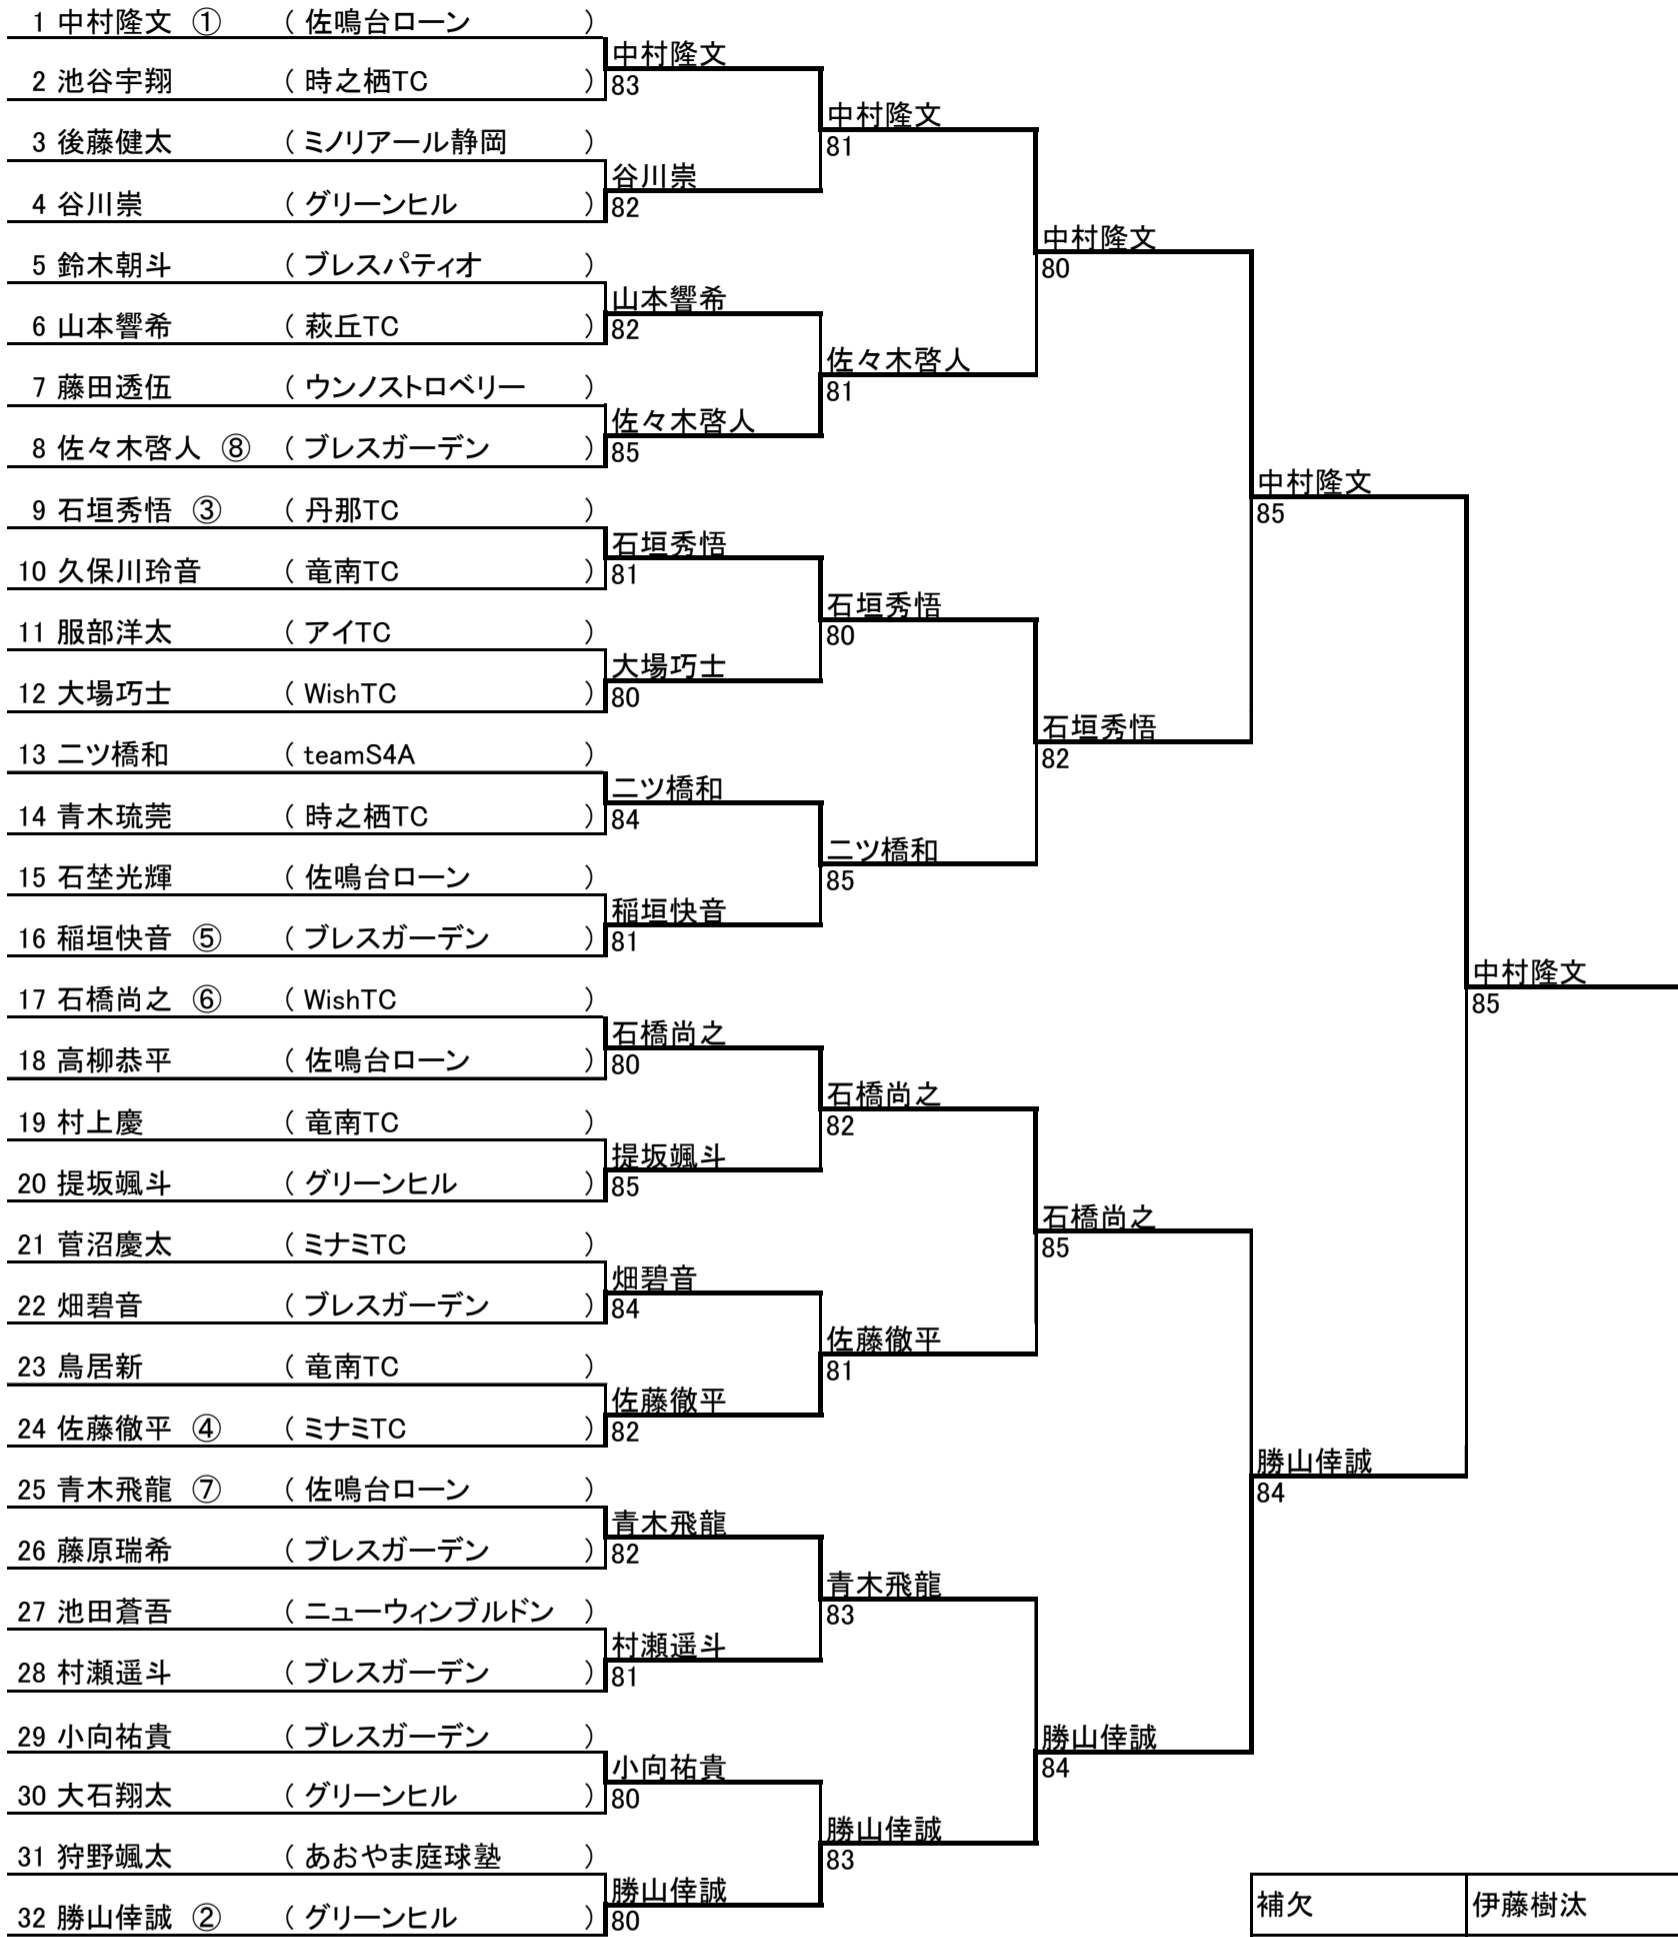 1 中村隆文 ① ( 佐鳴台ローン )
2 池谷宇翔 ( 時之栖TC )
3 後藤健太 ( ミノリアール静岡 )
4 谷川崇 ( グリーンヒル )
5 鈴木朝斗 ( ブレスパティオ )
6 山本響希 ( 萩丘TC )
7 藤田透伍 ( ウンノストロベリー )
8 佐々木啓人 ⑧ ( ブレスガーデン )
9 石垣秀悟 ③ ( 丹那TC )
10 久保川玲音 ( 竜南TC )
11 服部洋太 ( アイTC )
12 大場巧士 ( WishTC )
13 二ツ橋和 ( teamS4A )
14 青木琉莞 ( 時之栖TC )
15 石埜光輝 ( 佐鳴台ローン )
16 稲垣快音 ⑤ ( ブレスガーデン )
17 石橋尚之 ⑥ ( WishTC )
18 高柳恭平 ( 佐鳴台ローン )
19 村上慶 ( 竜南TC )
20 提坂颯斗 ( グリーンヒル )
21 菅沼慶太 ( ミナミTC )
22 畑碧音 ( ブレスガーデン )
23 鳥居新 ( 竜南TC )
24 佐藤徹平 ④ ( ミナミTC )
25 青木飛龍 ⑦ ( 佐鳴台ローン )
26 藤原瑞希 ( ブレスガーデン )
27 池田蒼吾 ( ニューウィンブルドン )
28 村瀬遥斗 ( ブレスガーデン )
29 小向祐貴 ( ブレスガーデン )
30 大石翔太 ( グリーンヒル )
31 狩野颯太 ( あおやま庭球塾 )
32 勝山倖誠 ② ( グリーンヒル )
中村隆文
83
谷川崇
82
山本響希
82
佐々木啓人
85
石垣秀悟
81
大場巧士
80
二ツ橋和
84
稲垣快音
81
石橋尚之
80
提坂颯斗
85
畑碧音
84
佐藤徹平
82
青木飛龍
82
村瀬遥斗
81
小向祐貴
80
勝山倖誠
80
中村隆文
81
佐々木啓人
81
石垣秀悟
80
二ツ橋和
85
石橋尚之
82
佐藤徹平
81
青木飛龍
83
勝山倖誠
83
中村隆文
80
石垣秀悟
82
石橋尚之
85
勝山倖誠
84
中村隆文
85
勝山倖誠
84
中村隆文
85
補欠 伊藤樹汰